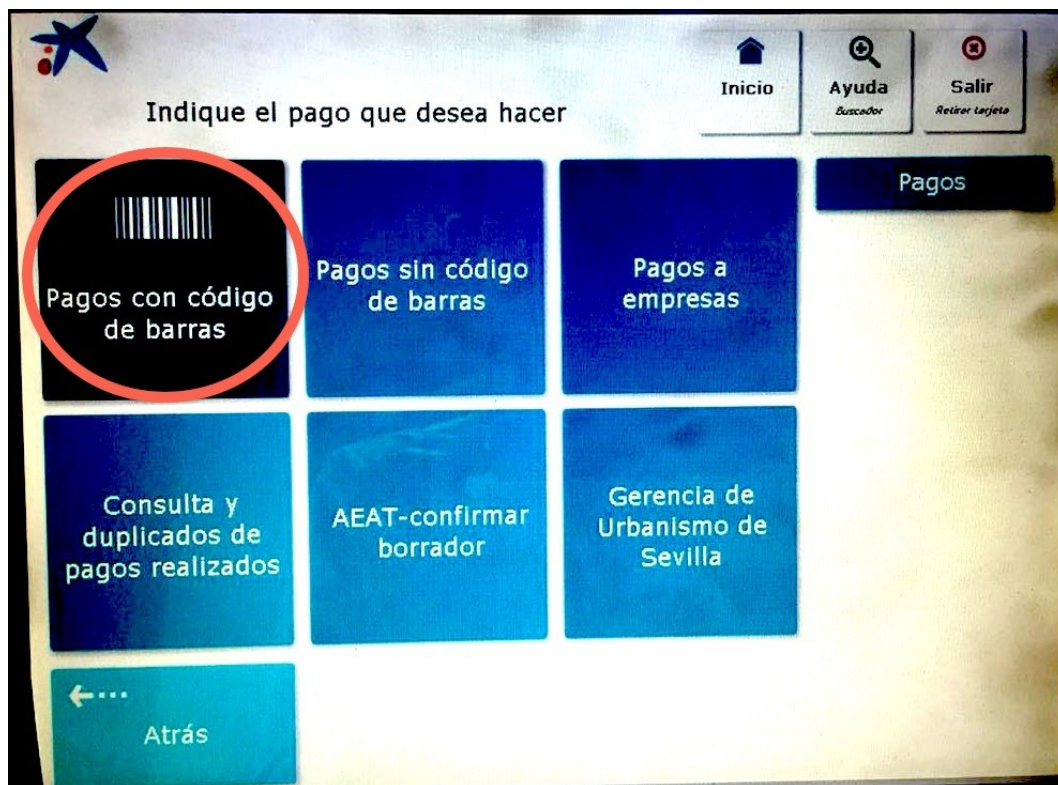 Inicio
Ayuda
Buscador
Salir
Retirar tarjeta
Indique el pago que desea hacer
Pagos
Pagos con código
de barras
Pagos sin código
de barras
Pagos a
empresas
Consulta y
duplicados de
pagos realizados
AEAT-confirmar
borrador
Gerencia de
Urbanismo de
Sevilla
Atrás